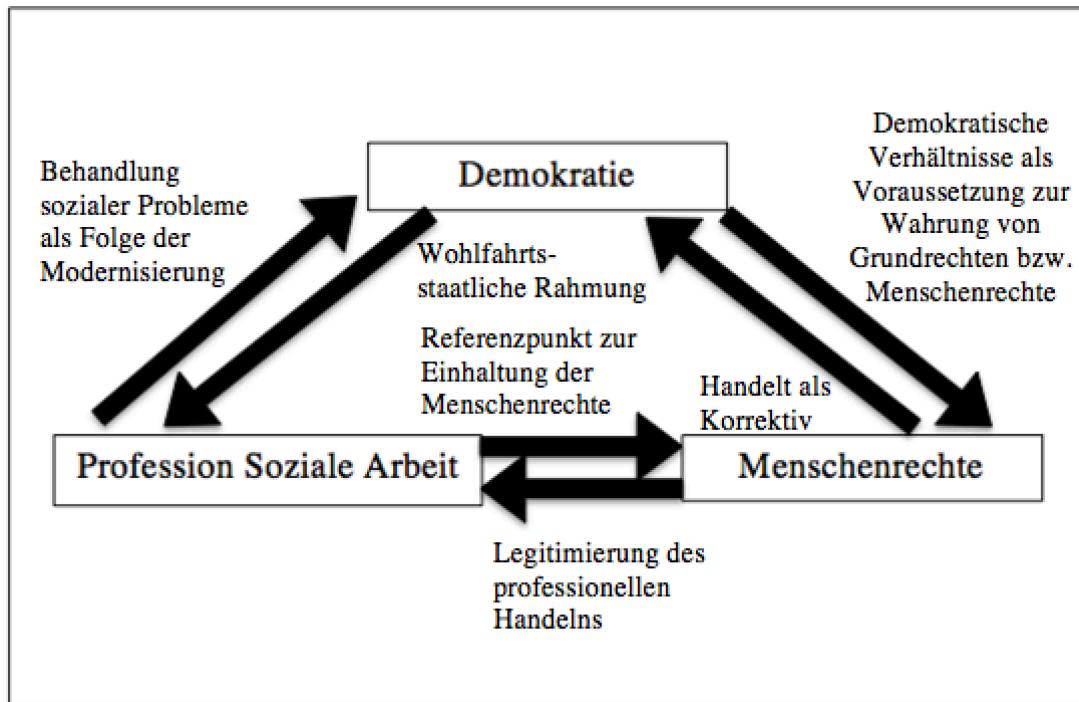 Demokratische
Verhältnisse als
Voraussetzung zur
Wahrung von
Grundrechten bzw.
Menschenrechte
Behandlung
sozialer Probleme
als Folge der
Modernisierung
Demokratie
Wohlfahrts-
staatliche Rahmung
Referenzpunkt zur
Einhaltung der
Menschenrechte
Handelt als
Korrektiv
Profession Soziale Arbeit
Menschenrechte
Legitimierung des
professionellen
Handelns